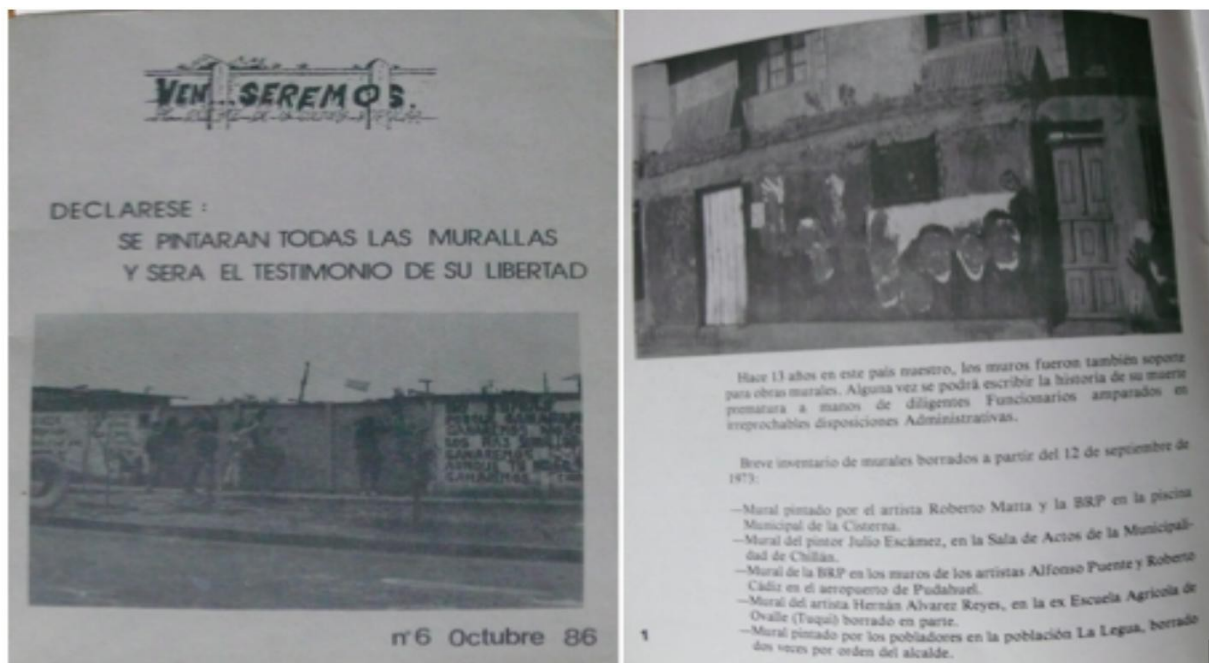 VEN SEREMOS.
DECLARESE :
SE PINTARAN TODAS LAS MURALLAS
Y SERA EL TESTIMONIO DE SU LIBERTAD
GANAREMOS
AUNQUE TU NO
GANAREMOS
nº6 Octubre 86
Hace 13 años en este país nuestro, los muros fueron también soporte
para obras murales. Alguna vez se podrá escribir la historia de su muerte
prematura a manos de diligentes Funcionarios amparados en
irreprochables disposiciones Administrativas.
Breve inventario de murales borrados a partir del 12 de septiembre de
1973:
—Mural pintado por el artista Roberto Matta y la BRP en la piscina
Municipal de la Cisterna.
—Mural del pintor Julio Escámez, en la Sala de Actos de la Municipali-
dad de Chillán.
—Mural de la BRP en los muros de los artistas Alfonso Puente y Roberto
Cádiz en el aeropuerto de Pudahuel.
—Mural del artista Hernán Alvarez Reyes, en la ex Escuela Agrícola de
Ovalle (Tuquí) borrado en parte.
—Mural pintado por los pobladores en la población La Legua, borrado
dos veces por orden del alcalde.
1